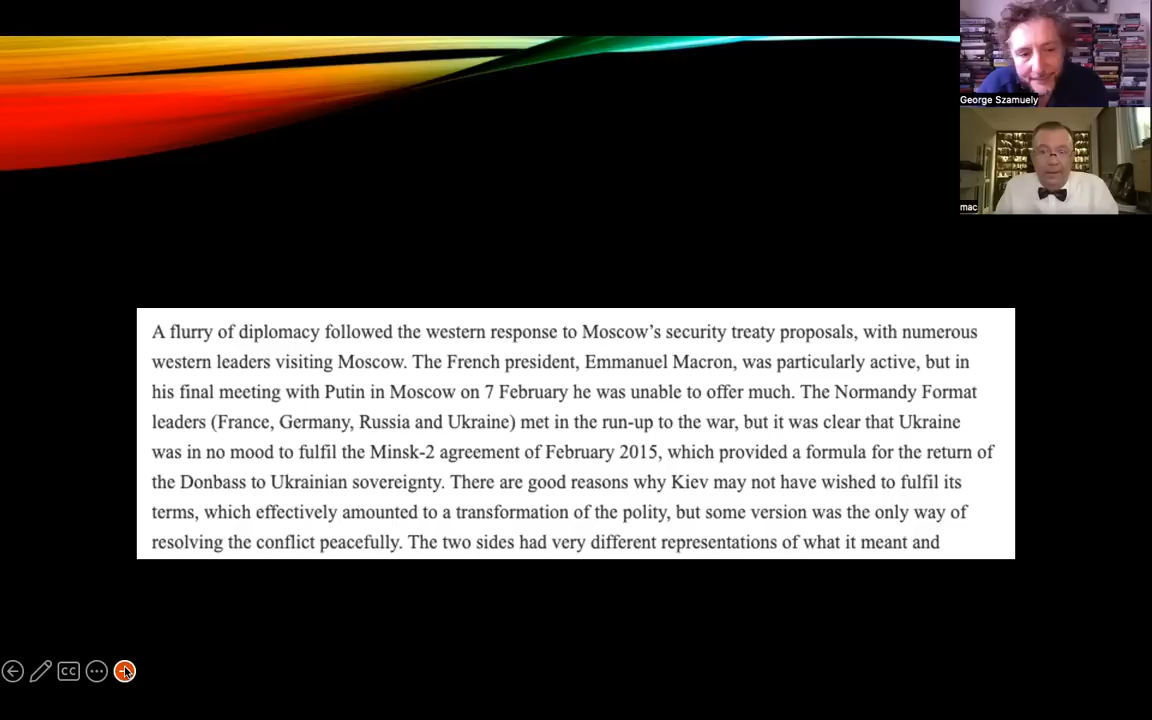 George Szamuely
mac
A flurry of diplomacy followed the western response to Moscow's security treaty proposals, with numerous
western leaders visiting Moscow. The French president, Emmanuel Macron, was particularly active, but in
his final meeting with Putin in Moscow on 7 February he was unable to offer much. The Normandy Format
leaders (France, Germany, Russia and Ukraine) met in the run-up to the war, but it was clear that Ukraine
was in no mood to fulfil the Minsk-2 agreement of February 2015, which provided a formula for the return of
the Donbass to Ukrainian sovereignty. There are good reasons why Kiev may not have wished to fulfil its
terms, which effectively amounted to a transformation of the polity, but some version was the only way of
resolving the conflict peacefully. The two sides had very different representations of what it meant and
CC